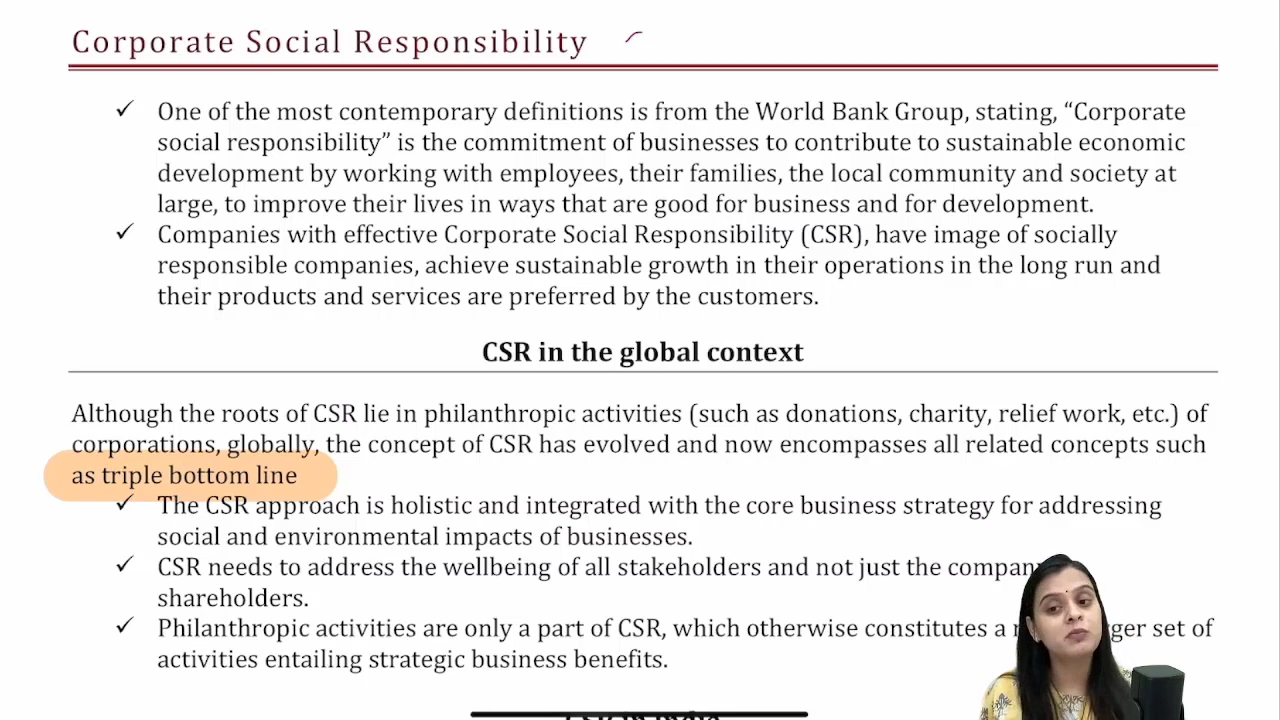 Corporate Social Responsibility
✓ One of the most contemporary definitions is from the World Bank Group, stating, “Corporate
social responsibility” is the commitment of businesses to contribute to sustainable economic
development by working with employees, their families, the local community and society at
large, to improve their lives in ways that are good for business and for development.
✓ Companies with effective Corporate Social Responsibility (CSR), have image of socially
responsible companies, achieve sustainable growth in their operations in the long run and
their products and services are preferred by the customers.
CSR in the global context
Although the roots of CSR lie in philanthropic activities (such as donations, charity, relief work, etc.) of
corporations, globally, the concept of CSR has evolved and now encompasses all related concepts such
as triple bottom line
✓ The CSR approach is holistic and integrated with the core business strategy for addressing
social and environmental impacts of businesses.
✓ CSR needs to address the wellbeing of all stakeholders and not just the
shareholders.
✓ Philanthropic activities are only a part of CSR, which otherwise constitutes a set of
activities entailing strategic business benefits.